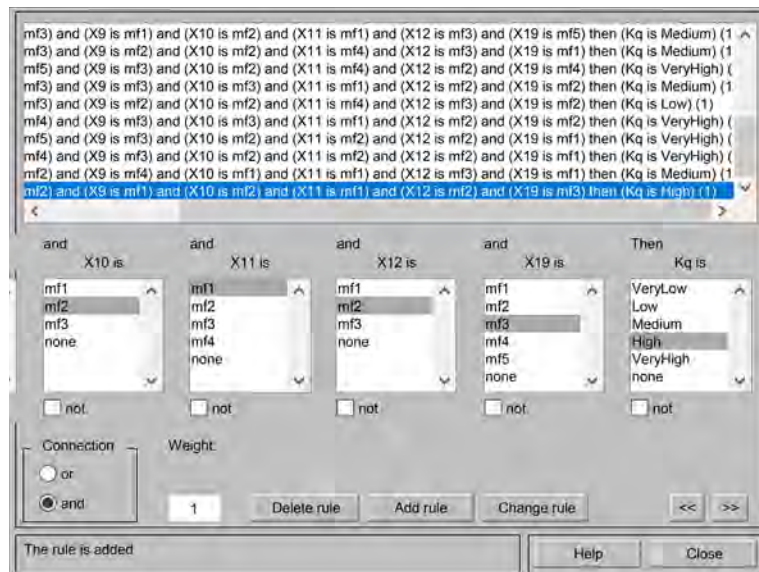 mf3) and (X9 is mf1) and (X10 is mf2) and (X11 is mf1) and (X12 is mf3) and (X19 is mf5) then (Kq is Medium) (1
mf3) and (X9 is mf2) and (X10 is mf2) and (X11 is mf4) and (X12 is mf3) and (X19 is mf1) then (Kq is Medium) (1
mf5) and (X9 is mf3) and (X10 is mf2) and (X11 is mf4) and (X12 is mf2) and (X19 is mf4) then (Kq is VeryHigh) (
mf3) and (X9 is mf2) and (X10 is mf3) and (X11 is mf1) and (X12 is mf2) and (X19 is mf2) then (Kq is Medium) (1
mf3) and (X9 is mf2) and (X10 is mf2) and (X11 is mf4) and (X12 is mf3) and (X19 is mf2) then (Kq is Low) (1)
mf4) and (X9 is mf3) and (X10 is mf3) and (X11 is mf1) and (X12 is mf2) and (X19 is mf2) then (Kq is VeryHigh) (
mf5) and (X9 is mf3) and (X10 is mf2) and (X11 is mf2) and (X12 is mf2) and (X19 is mf1) then (Kq is VeryHigh) (
mf4) and (X9 is mf3) and (X10 is mf2) and (X11 is mf2) and (X12 is mf2) and (X19 is mf1) then (Kq is VeryHigh) (
mf2) and (X9 is mf4) and (X10 is mf1) and (X11 is mf1) and (X12 is mf1) and (X19 is mf1) then (Kq is Medium) (1
mf2) and (X9 is mf1) and (X10 is mf2) and (X11 is mf1) and (X12 is mf2) and (X19 is mf3) then (Kq is High) (1)
and and and and Then
X10 is X11 is X12 is X19 is Kq is
mf1 mf1 mf1 mf1 VeryLow
mf2 mf2 mf2 mf2 Low
mf3 mf3 mf3 mf3 Medium
none mf4 none mf4 High
none mf5 VeryHigh
none none
not not not not not
Connection Weight:
or
and 1 Delete rule Add rule Change rule << >>
The rule is added Help Close